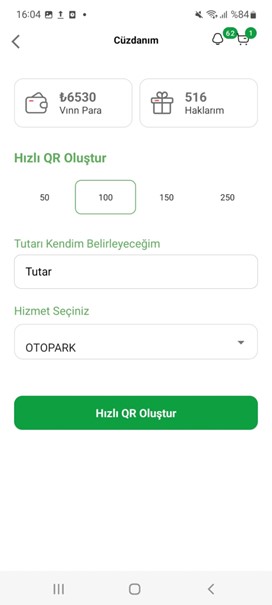 16:04 %84
Cüzdanım
62 1
₺6530 516
Vınn Para Haklarım
Hızlı QR Oluştur
50 100 150 250
Tutarı Kendim Belirleyeceğim
Tutar
Hizmet Seçiniz
OTOPARK
Hızlı QR Oluştur